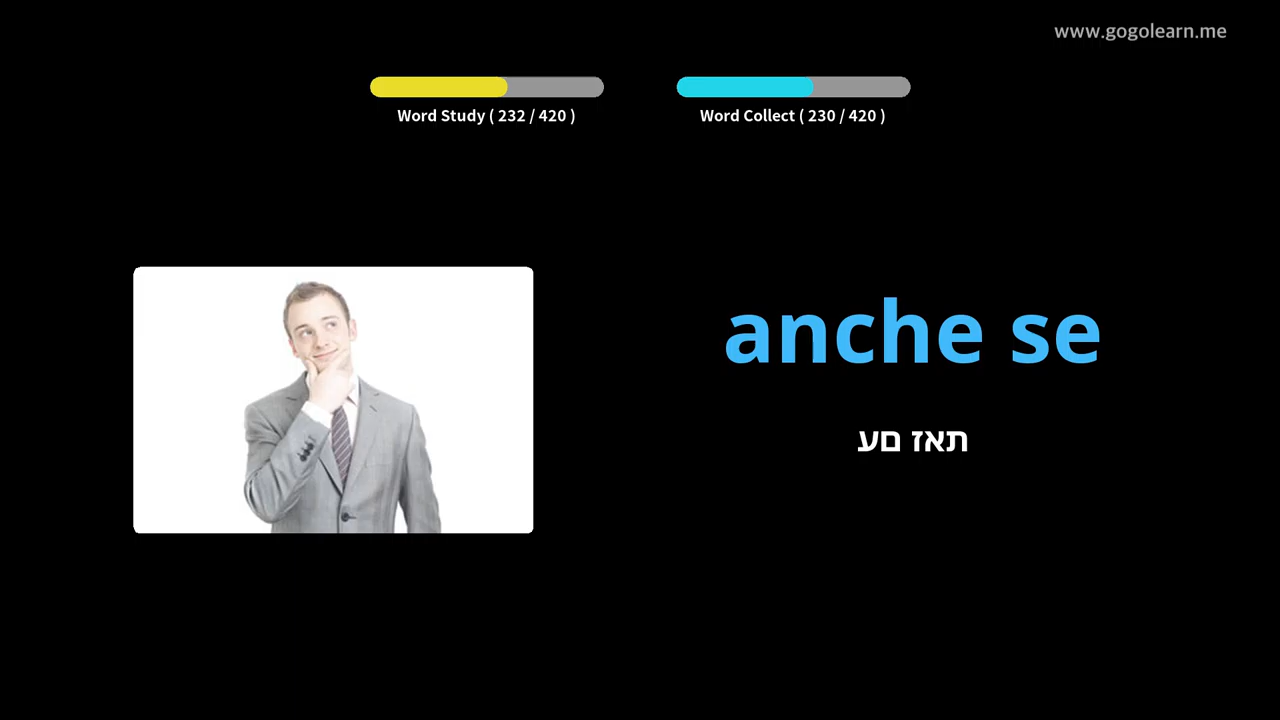 www.gogolearn.me
Word Study ( 232 / 420 )
Word Collect ( 230 / 420 )
anche se
תאז םע